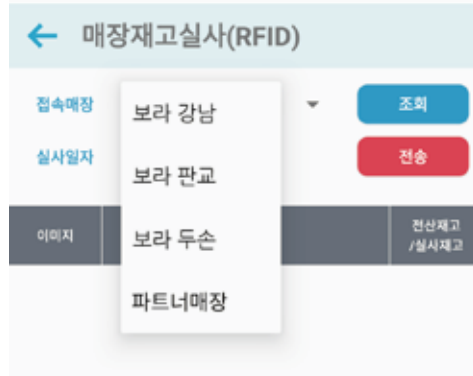 매장재고실사(RFID)
접속매장
보라 강남
조회
실사일자
보라 판교
전송
이미지
보라 두손
전산재고
/실사재고
파트너매장